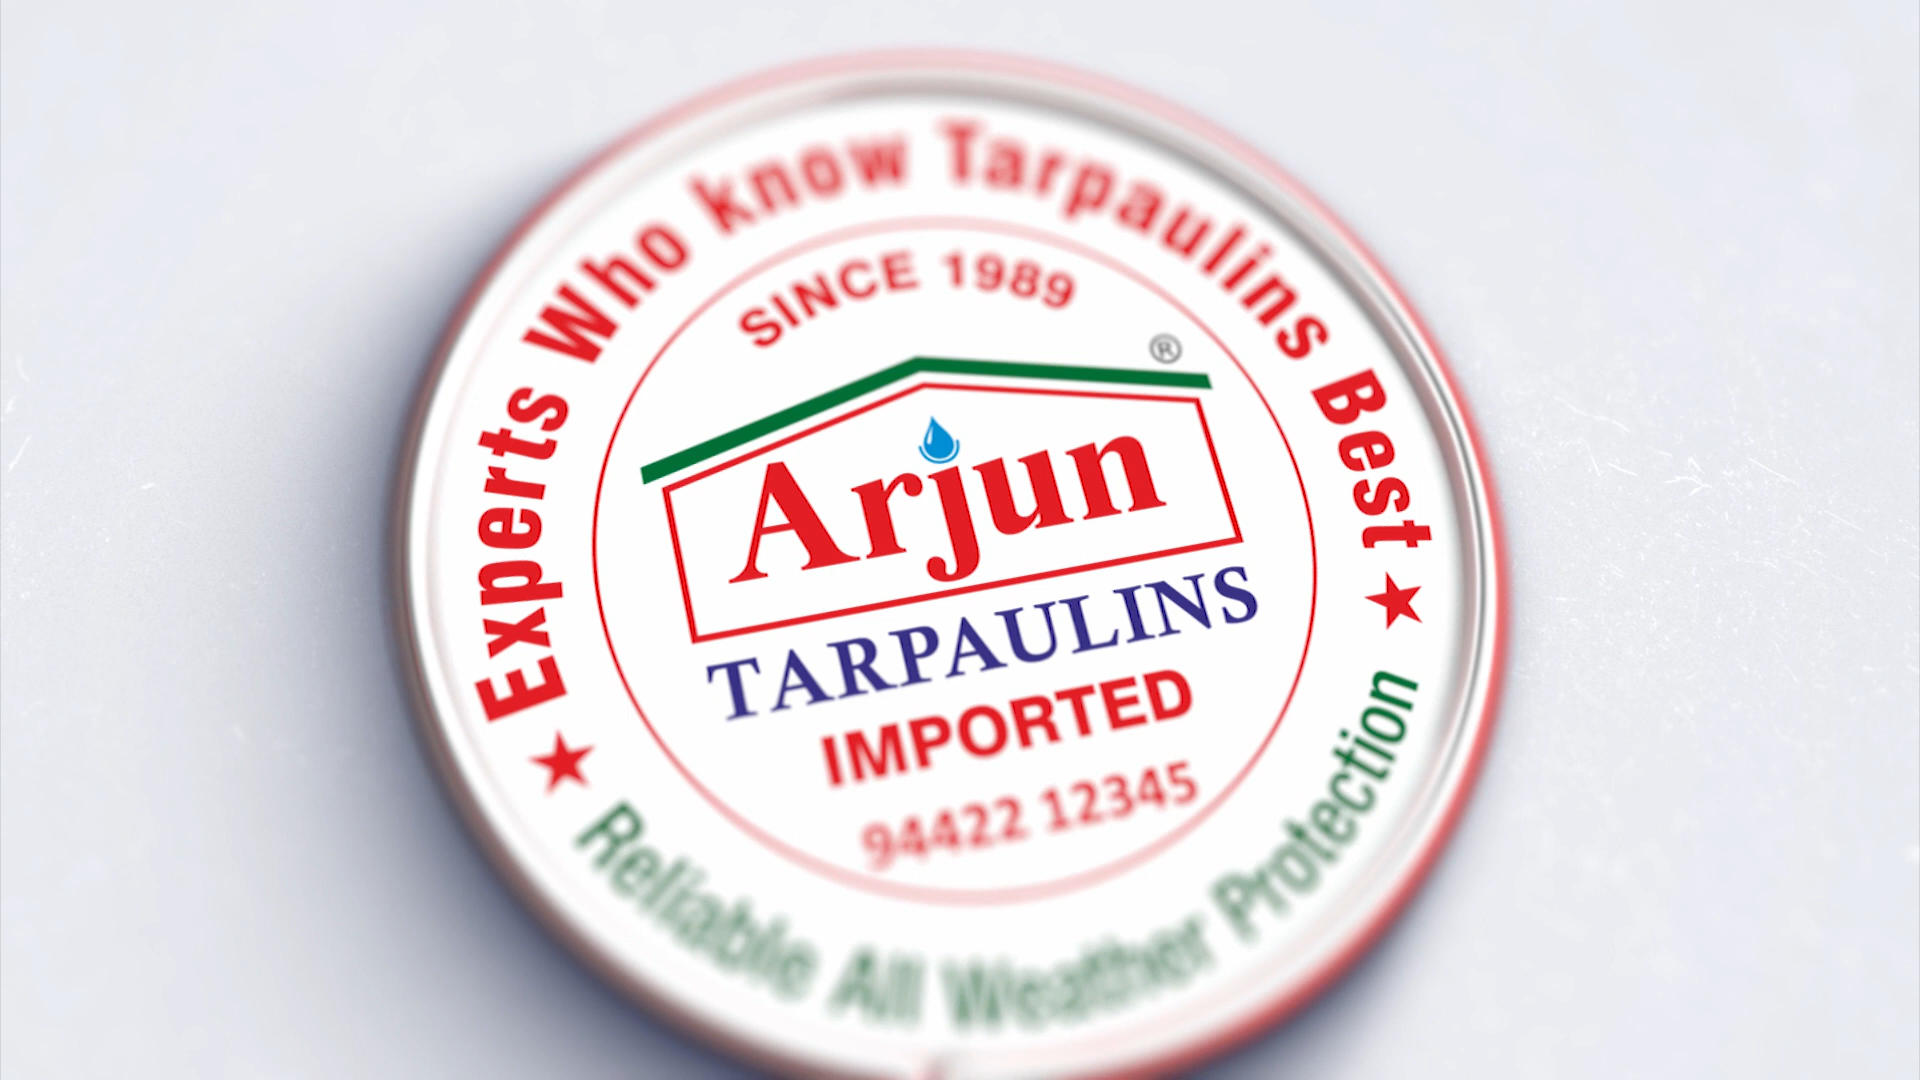 Experts Who know Tarpaulins Best
SINCE 1989
®
Arjun
TARPAULINS
IMPORTED
94422 12345
Reliable All Weather Protection